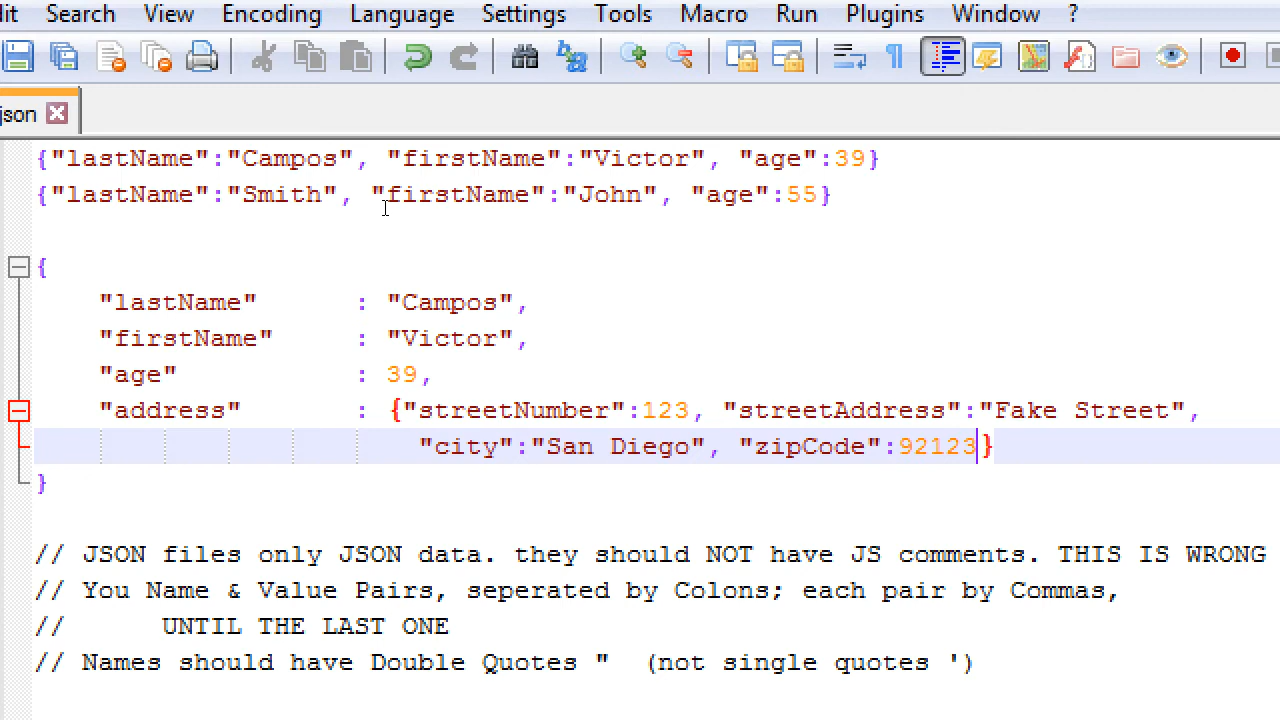 it Search View Encoding Language Settings Tools Macro Run Plugins Window ?
json
{"lastName":"Campos", "firstName":"Victor", "age":39}
{"lastName":"Smith", "firstName":"John", "age":55}
{
"lastName" : "Campos",
"firstName" : "Victor",
"age" : 39,
"address" : {"streetNumber":123, "streetAddress":"Fake Street",
"city":"San Diego", "zipCode":92123}
}
// JSON files only JSON data. they should NOT have JS comments. THIS IS WRONG
// You Name & Value Pairs, seperated by Colons; each pair by Commas,
// UNTIL THE LAST ONE
// Names should have Double Quotes " (not single quotes ')